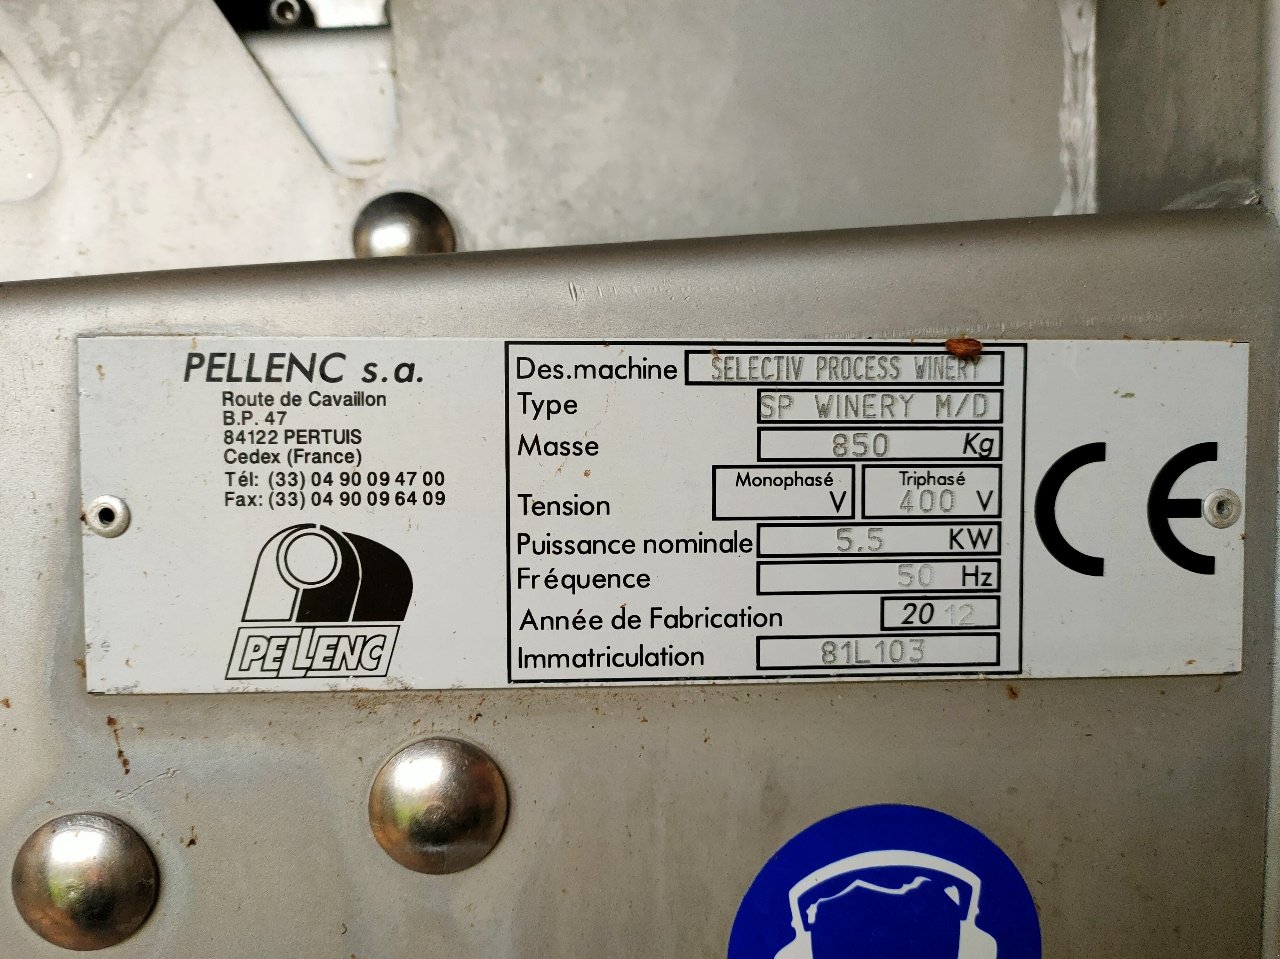 PELLENC s.a.
Route de Cavaillon
B.P. 47
84122 PERTUIS
Cedex (France)
Tél: (33) 04 90 09 47 00
Fax: (33) 04 90 09 64 09
PELLENC
Des.machine SELECTIV PROCESS WINERY
Type SP WINERY M/D
Masse 850 Kg
Monophasé Triphasé
Tension V 400 V
Puissance nominale 5.5 KW
Fréquence 50 Hz
Année de Fabrication 2012
Immatriculation 81L103
CE